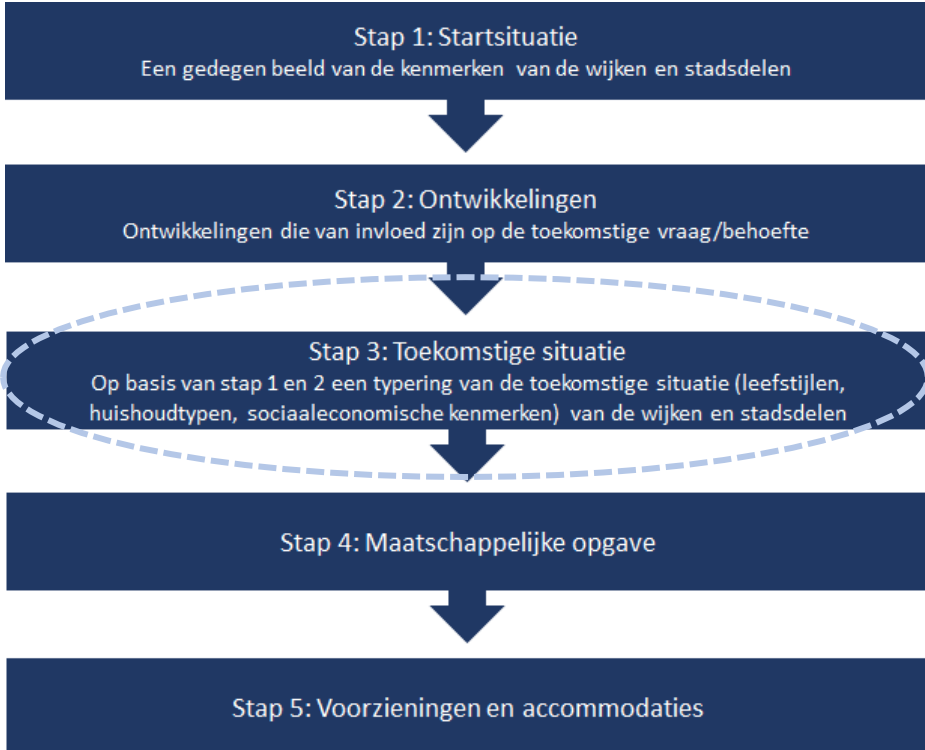 Stap 1: Startsituatie
Een gedegen beeld van de kenmerken van de wijken en stadsdelen
Stap 2: Ontwikkelingen
Ontwikkelingen die van invloed zijn op de toekomstige vraag/behoefte
Stap 3: Toekomstige situatie
Op basis van stap 1 en 2 een typering van de toekomstige situatie (leefstijlen,
huishoudtypen, sociaaleconomische kenmerken) van de wijken en stadsdelen
Stap 4: Maatschappelijke opgave
Stap 5: Voorzieningen en accommodaties